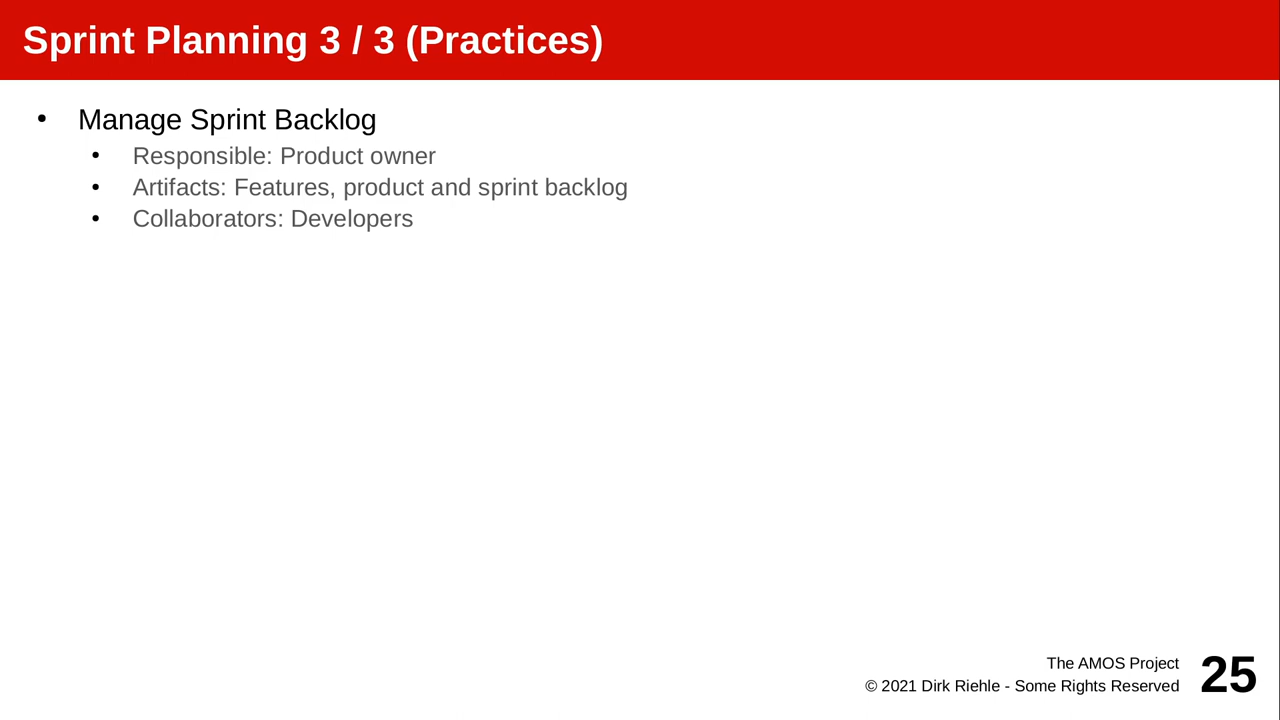 Sprint Planning 3 / 3 (Practices)
• Manage Sprint Backlog
• Responsible: Product owner
• Artifacts: Features, product and sprint backlog
• Collaborators: Developers
The AMOS Project
© 2021 Dirk Riehle - Some Rights Reserved
25